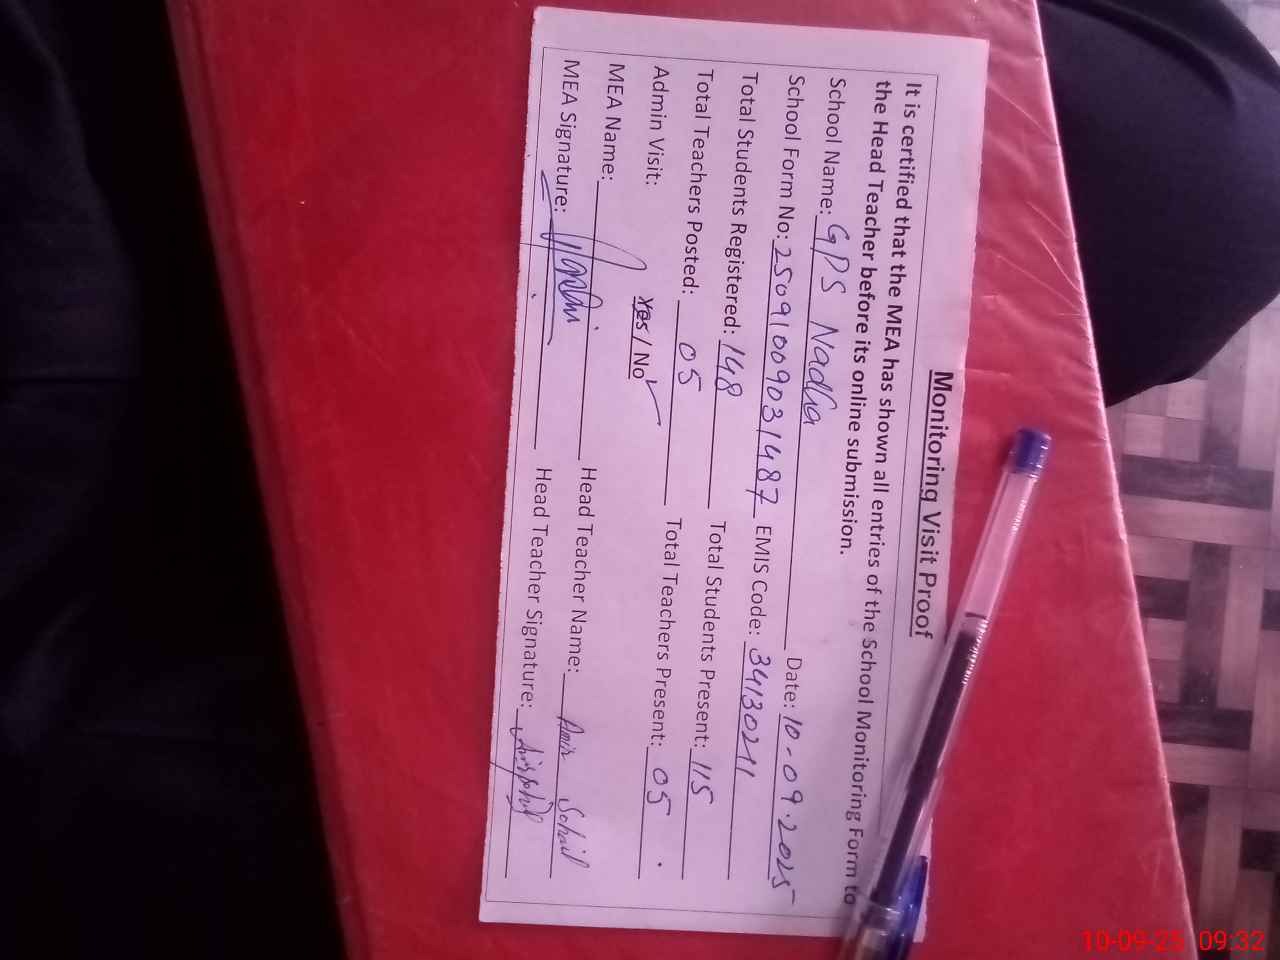 Monitoring Visit Proof
It is certified that the MEA has shown all entries of the School Monitoring Form to
the Head Teacher before its online submission.
School Name: GPS Nadla Date: 10-09-2025
School Form No: 25091009031487 EMIS Code: 34130211
Total Students Registered: 148 Total Students Present: 115
Total Teachers Posted: 05 Total Teachers Present: 05
Admin Visit: Yes / No ✓
MEA Name: Head Teacher Name: Amir Sohail
MEA Signature: Head Teacher Signature:
10-09-25 09:32